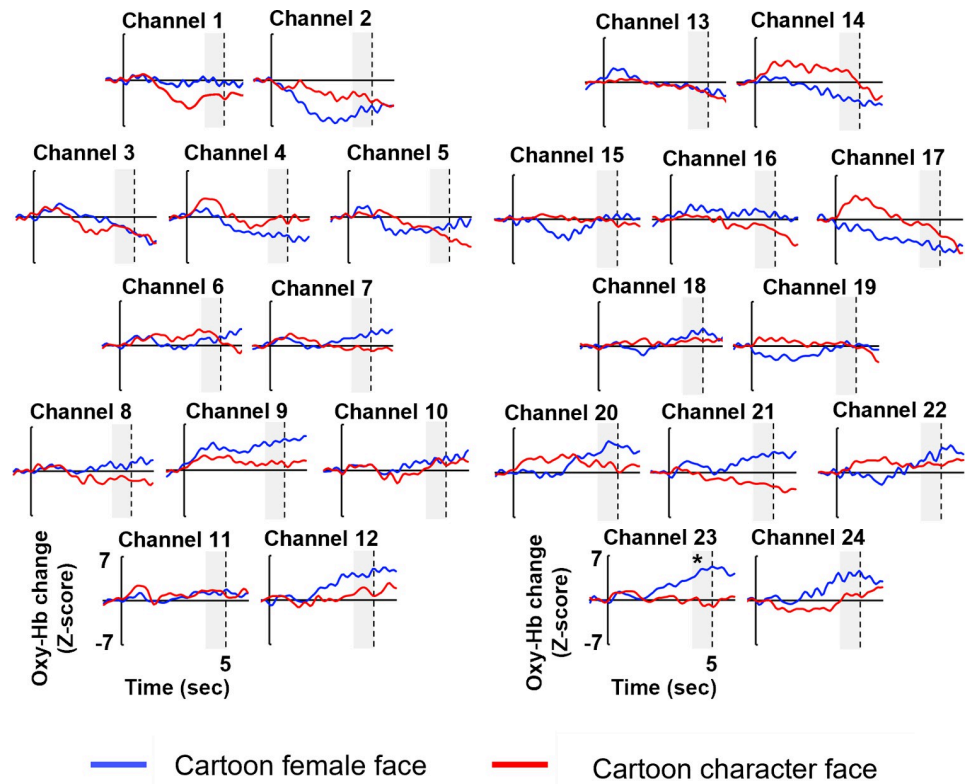 Channel 1
Channel 2
Channel 13
Channel 14
Channel 3
Channel 4
Channel 5
Channel 15
Channel 16
Channel 17
Channel 6
Channel 7
Channel 18
Channel 19
Channel 8
Channel 9
Channel 10
Channel 20
Channel 21
Channel 22
Channel 11
Channel 12
Channel 23
Channel 24
Oxy-Hb change
(Z-score)
7
-7
5
Time (sec)
Oxy-Hb change
(Z-score)
7
-7
*
5
Time (sec)
Cartoon female face
Cartoon character face